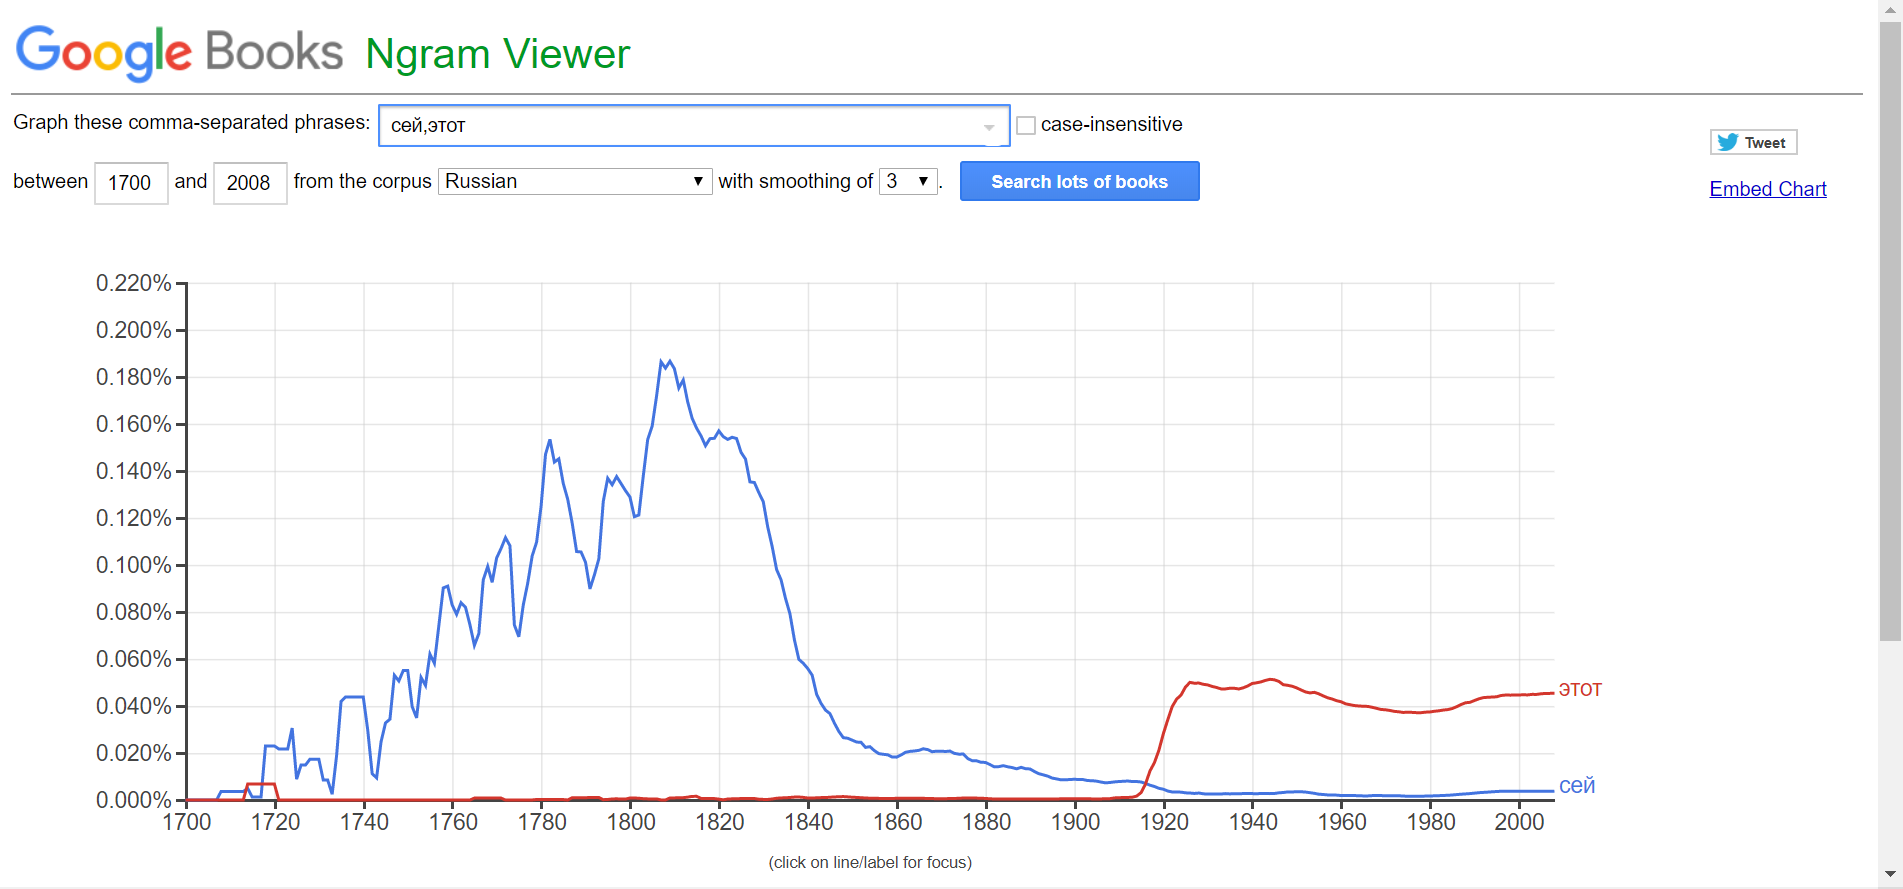 Google Books Ngram Viewer
Graph these comma-separated phrases: сей,этот case-insensitive
Tweet
between 1700 and 2008 from the corpus Russian with smoothing of 3. Search lots of books
Embed Chart
0.220%
0.200%
0.180%
0.160%
0.140%
0.120%
0.100%
0.080%
0.060%
0.040%
0.020%
0.000%
этот
сей
1700 1720 1740 1760 1780 1800 1820 1840 1860 1880 1900 1920 1940 1960 1980 2000
(click on line/label for focus)